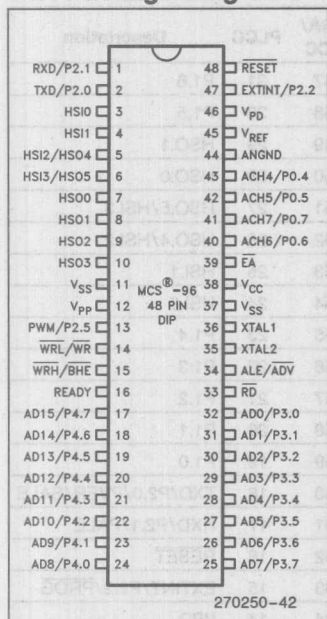 RXD/P2.1 1 48 RESET
TXD/P2.0 2 47 EXTINT/P2.2
HSI0 3 46 VPD
HSI1 4 45 VREF
HSI2/HSO4 5 44 ANGND
HSI3/HSO5 6 43 ACH4/P0.4
HSO0 7 42 ACH5/P0.5
HSO1 8 41 ACH7/P0.7
HSO2 9 40 ACH6/P0.6
HSO3 10 39 EA
VSS 11 MCS®-96 38 VCC
VPP 12 48 PIN 37 VSS
PWM/P2.5 13 DIP 36 XTAL1
WRL/WR 14 35 XTAL2
WRH/BHE 15 34 ALE/ADV
READY 16 33 RD
AD15/P4.7 17 32 AD0/P3.0
AD14/P4.6 18 31 AD1/P3.1
AD13/P4.5 19 30 AD2/P3.2
AD12/P4.4 20 29 AD3/P3.3
AD11/P4.3 21 28 AD4/P3.4
AD10/P4.2 22 27 AD5/P3.5
AD9/P4.1 23 26 AD6/P3.6
AD8/P4.0 24 25 AD7/P3.7
270250-42